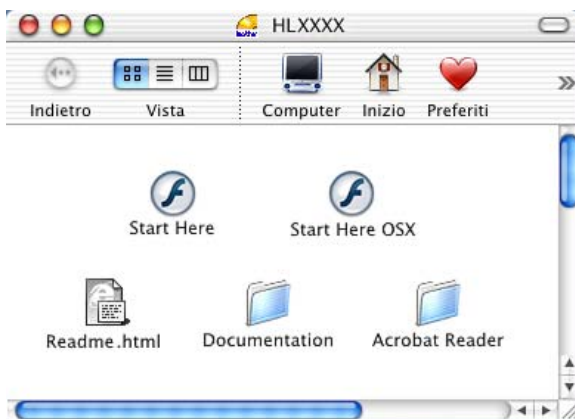 HLXXXX
Indietro Vista Computer Inizio Preferiti
Start Here Start Here OSX
Readme.html Documentation Acrobat Reader